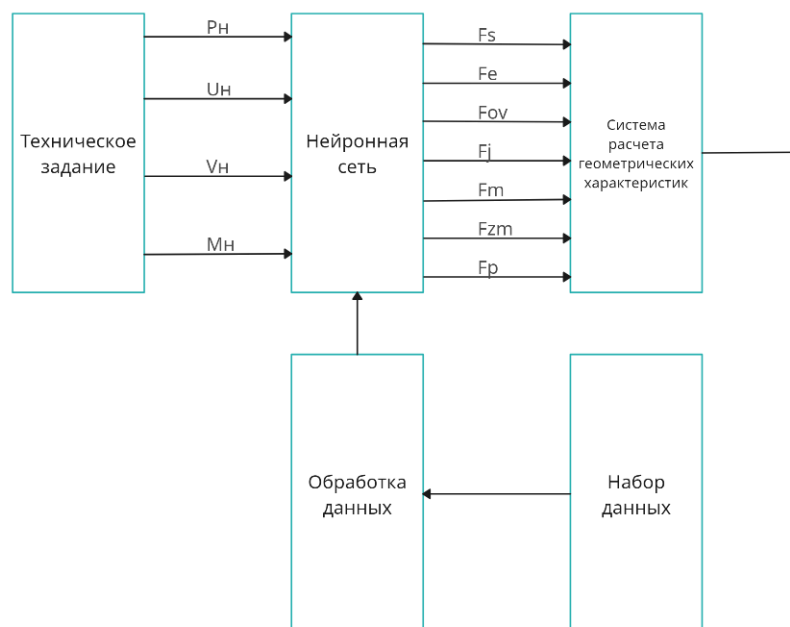 Техническое
задание
Pн
Uн
Vн
Mн
Нейронная
сеть
Fs
Fe
Fov
Fj
Fm
Fzm
Fp
Система
расчета
геометрических
характеристик
Обработка
данных
Набор
данных